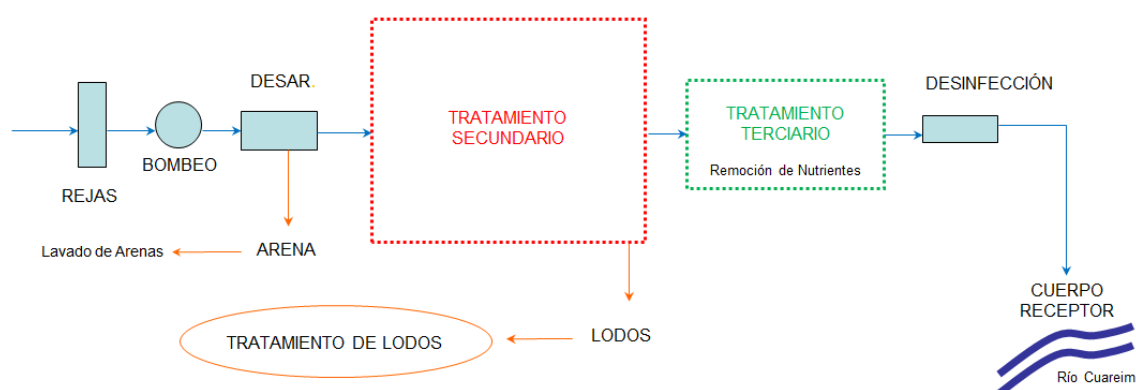 REJAS
BOMBEO
DESAR.
ARENA
Lavado de Arenas
TRATAMIENTO
SECUNDARIO
LODOS
TRATAMIENTO DE LODOS
TRATAMIENTO
TERCIARIO
Remoción de Nutrientes
DESINFECCIÓN
CUERPO
RECEPTOR
Río Cuareim